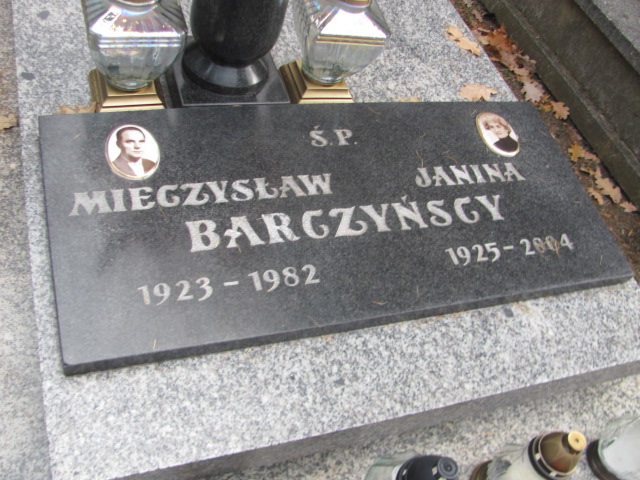 Ś.P.
MIECZYSŁAW JANINA
BARCZYŃSCY
1923-1982 1925-2004